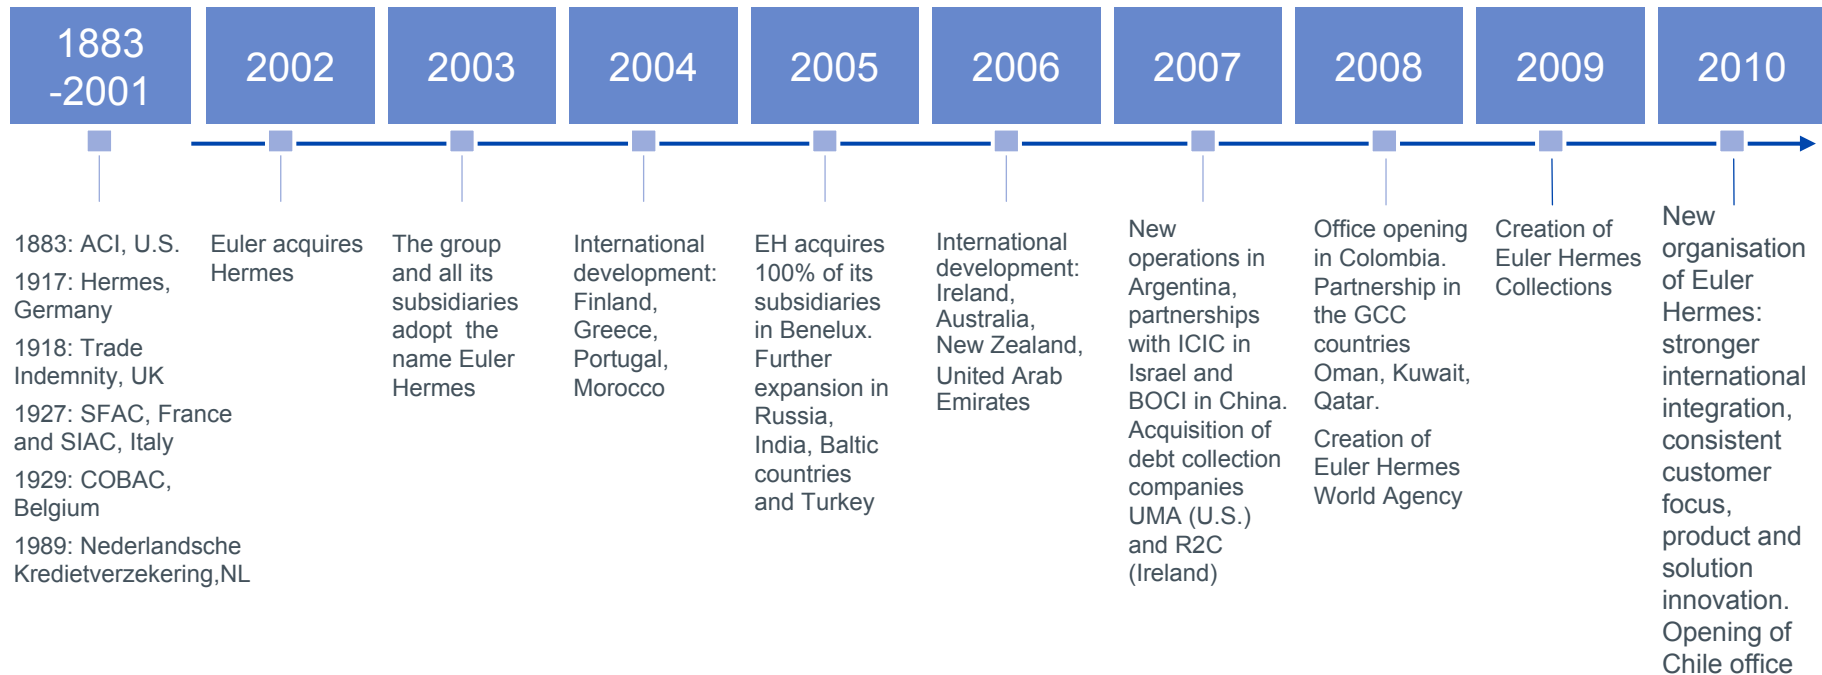 1883
-2001
2002
2003
2004
2005
2006
2007
2008
2009
2010
1883: ACI, U.S.
1917: Hermes,
Germany
1918: Trade
Indemnity, UK
1927: SFAC, France
and SIAC, Italy
1929: COBAC,
Belgium
1989: Nederlandsche
Kredietverzekering,NL
Euler acquires
Hermes
The group
and all its
subsidiaries
adopt  the
name Euler
Hermes
International
development:
Finland,
Greece,
Portugal,
Morocco
EH acquires
100% of its
subsidiaries
in Benelux.
Further
expansion in
Russia,
India, Baltic
countries
and Turkey
International
development:
Ireland,
Australia,
New Zealand,
United Arab
Emirates
New
operations in
Argentina,
partnerships
with ICIC in
Israel and
BOCI in China.
Acquisition of
debt collection
companies
UMA (U.S.)
and R2C
(Ireland)
Office opening
in Colombia.
Partnership in
the GCC
countries
Oman, Kuwait,
Qatar.
Creation of
Euler Hermes
World Agency
Creation of
Euler Hermes
Collections
New
organisation
of Euler
Hermes:
stronger
international
integration,
consistent
customer
focus,
product and
solution
innovation.
Opening of
Chile office